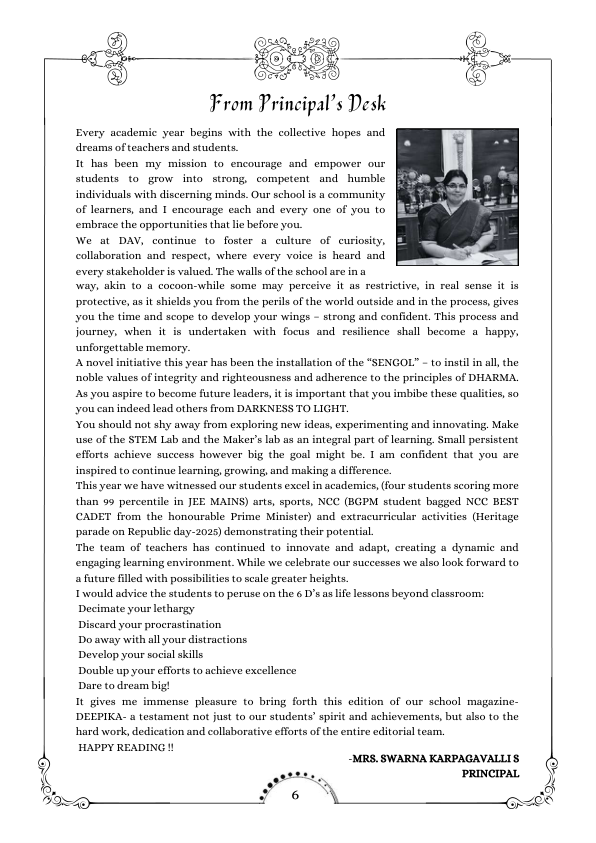 From Principal's Desk
Every academic year begins with the collective hopes and
dreams of teachers and students.
It has been my mission to encourage and empower our
students to grow into strong, competent and humble
individuals with discerning minds. Our school is a community
of learners, and I encourage each and every one of you to
embrace the opportunities that lie before you.
We at DAV, continue to foster a culture of curiosity,
collaboration and respect, where every voice is heard and
every stakeholder is valued. The walls of the school are in a
way, akin to a cocoon-while some may perceive it as restrictive, in real sense it is
protective, as it shields you from the perils of the world outside and in the process, gives
you the time and scope to develop your wings – strong and confident. This process and
journey, when it is undertaken with focus and resilience shall become a happy,
unforgettable memory.
A novel initiative this year has been the installation of the “SENGOL” – to instil in all, the
noble values of integrity and righteousness and adherence to the principles of DHARMA.
As you aspire to become future leaders, it is important that you imbibe these qualities, so
you can indeed lead others from DARKNESS TO LIGHT.
You should not shy away from exploring new ideas, experimenting and innovating. Make
use of the STEM Lab and the Maker’s lab as an integral part of learning. Small persistent
efforts achieve success however big the goal might be. I am confident that you are
inspired to continue learning, growing, and making a difference.
This year we have witnessed our students excel in academics, (four students scoring more
than 99 percentile in JEE MAINS) arts, sports, NCC (BGPM student bagged NCC BEST
CADET from the honourable Prime Minister) and extracurricular activities (Heritage
parade on Republic day-2025) demonstrating their potential.
The team of teachers has continued to innovate and adapt, creating a dynamic and
engaging learning environment. While we celebrate our successes we also look forward to
a future filled with possibilities to scale greater heights.
I would advice the students to peruse on the 6 D’s as life lessons beyond classroom:
Decimate your lethargy
Discard your procrastination
Do away with all your distractions
Develop your social skills
Double up your efforts to achieve excellence
Dare to dream big!
It gives me immense pleasure to bring forth this edition of our school magazine-
DEEPIKA- a testament not just to our students’ spirit and achievements, but also to the
hard work, dedication and collaborative efforts of the entire editorial team.
HAPPY READING !!
-MRS. SWARNA KARPAGAVALLI S
PRINCIPAL
6